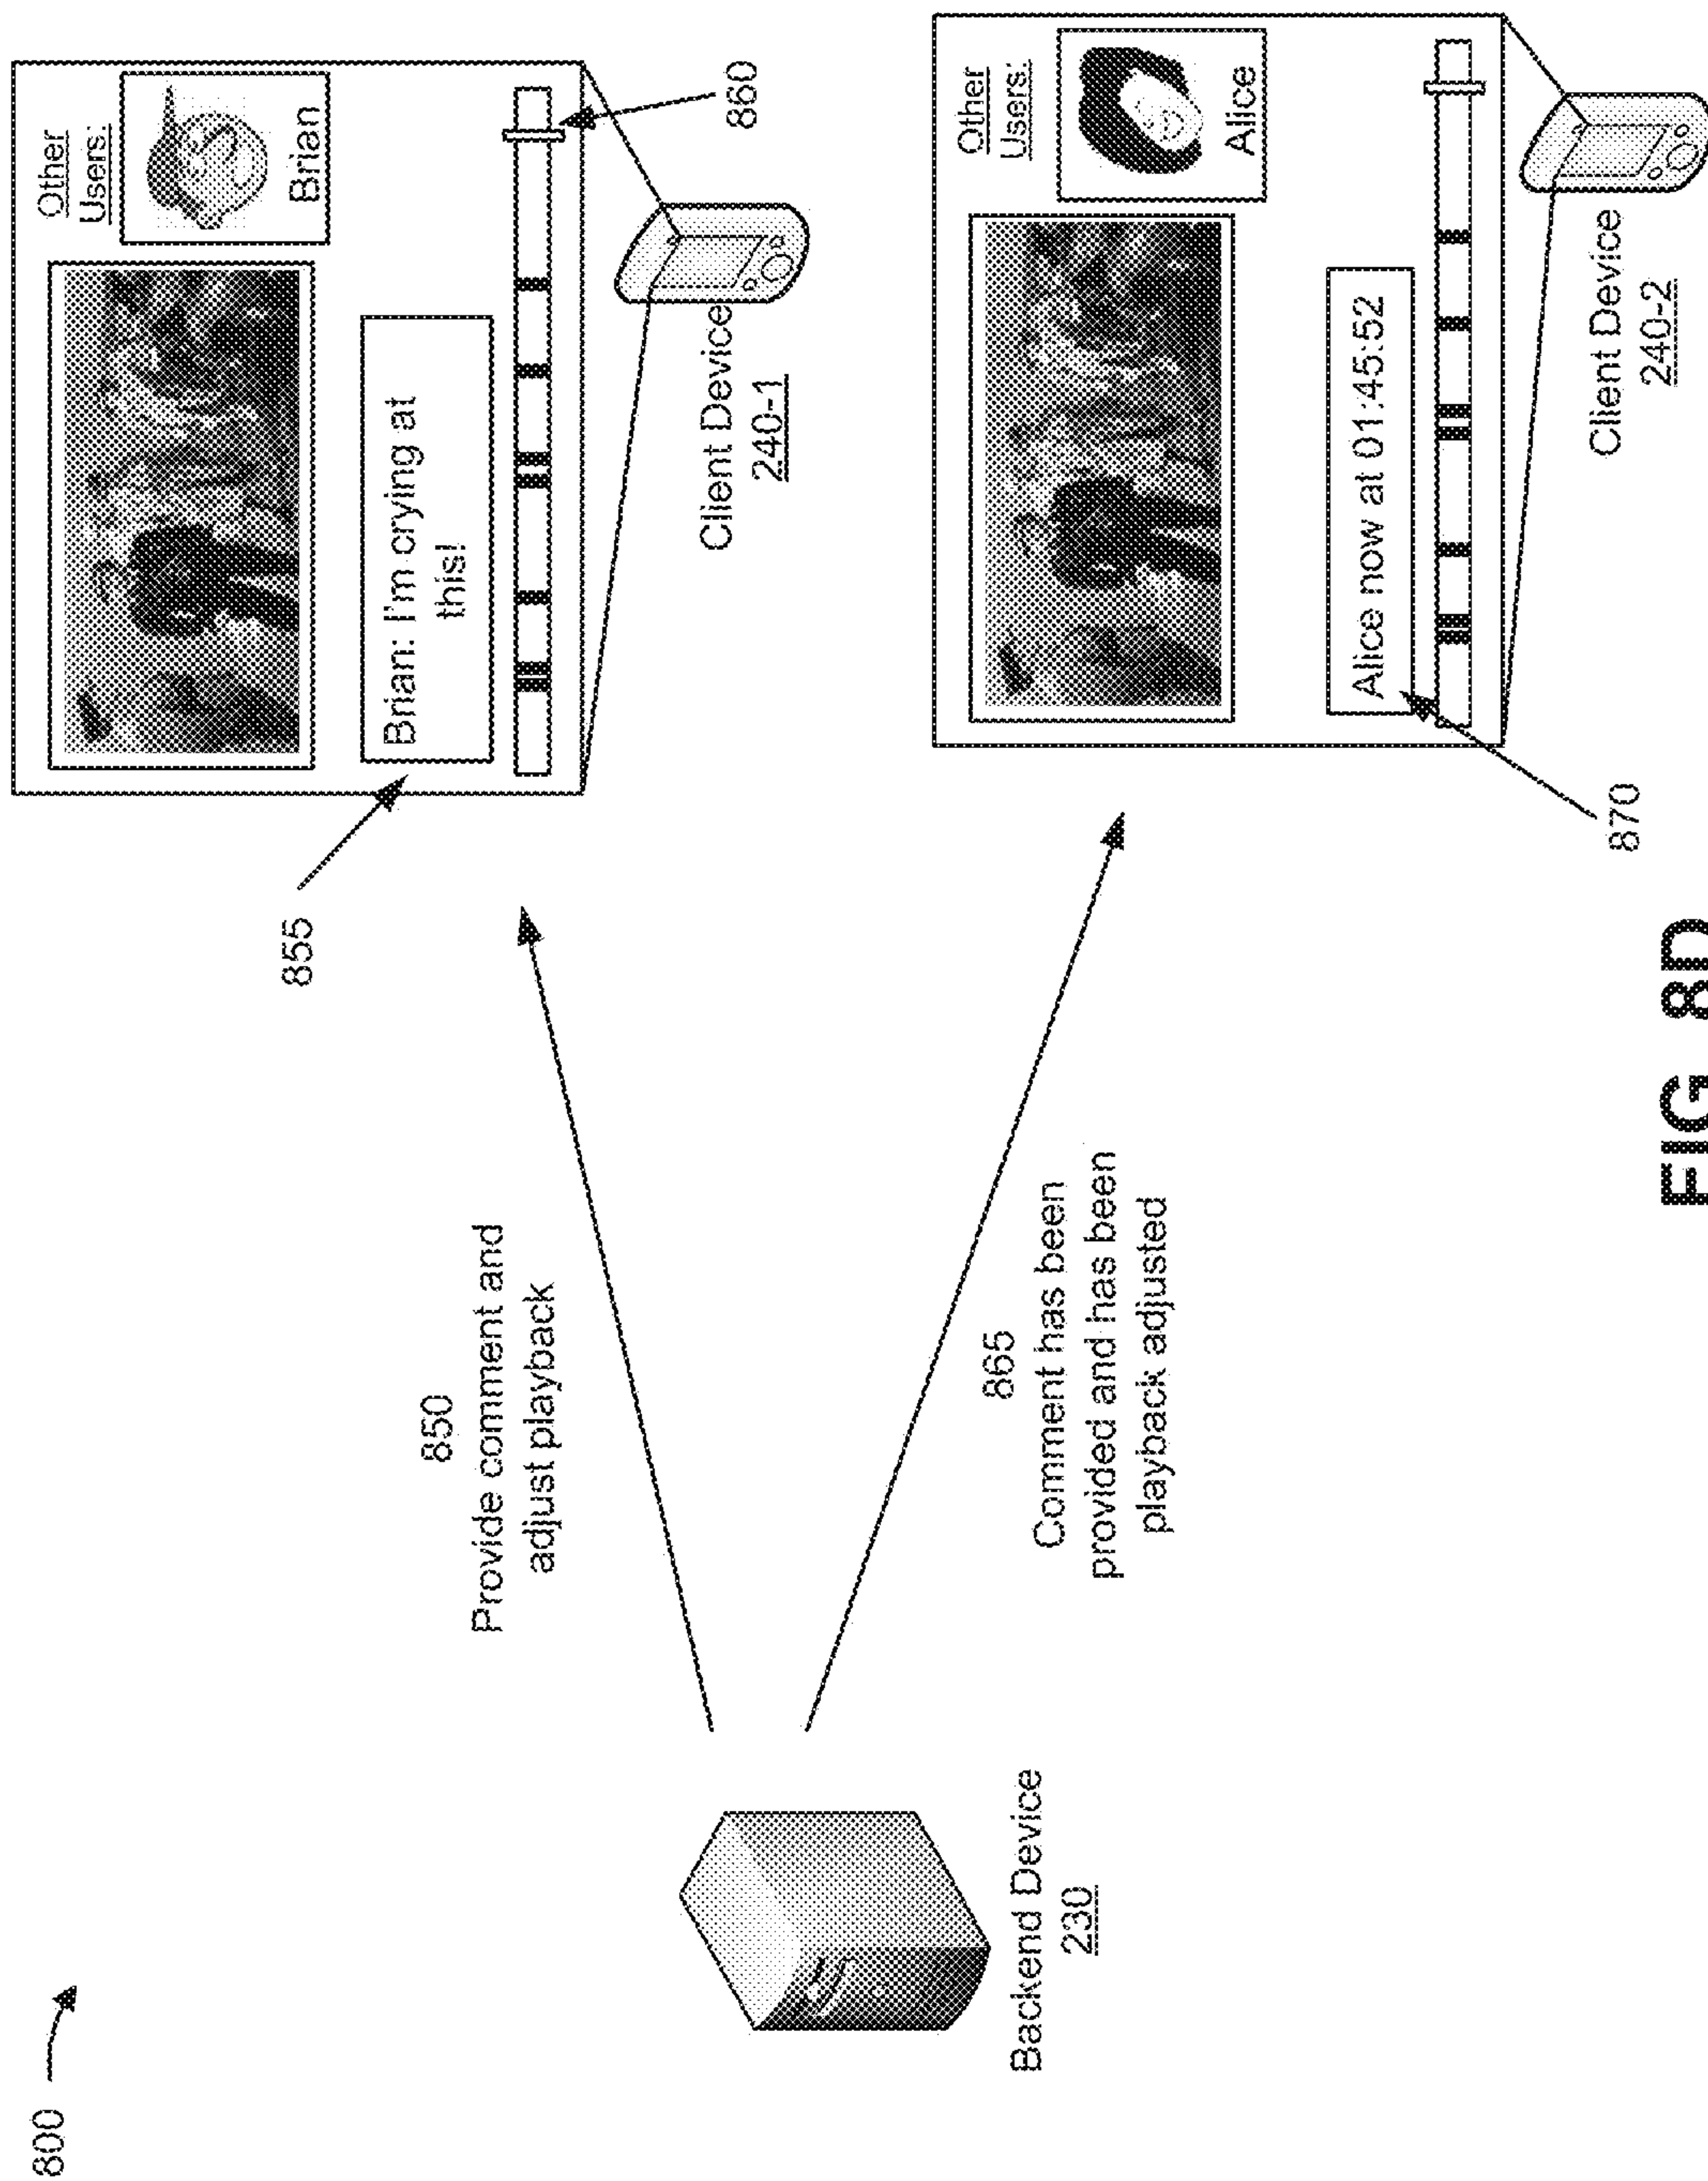 800
850
Provide comment and
adjust playback
855
Other
Users:
Brian
Brian: I'm crying at
this!
860
Client Device
240-1
Backend Device
230
865
Comment has been
provided and has been
playback adjusted
Other
Users:
Alice
Alice now at 01:45:52
870
Client Device
240-2
FIG. 8D